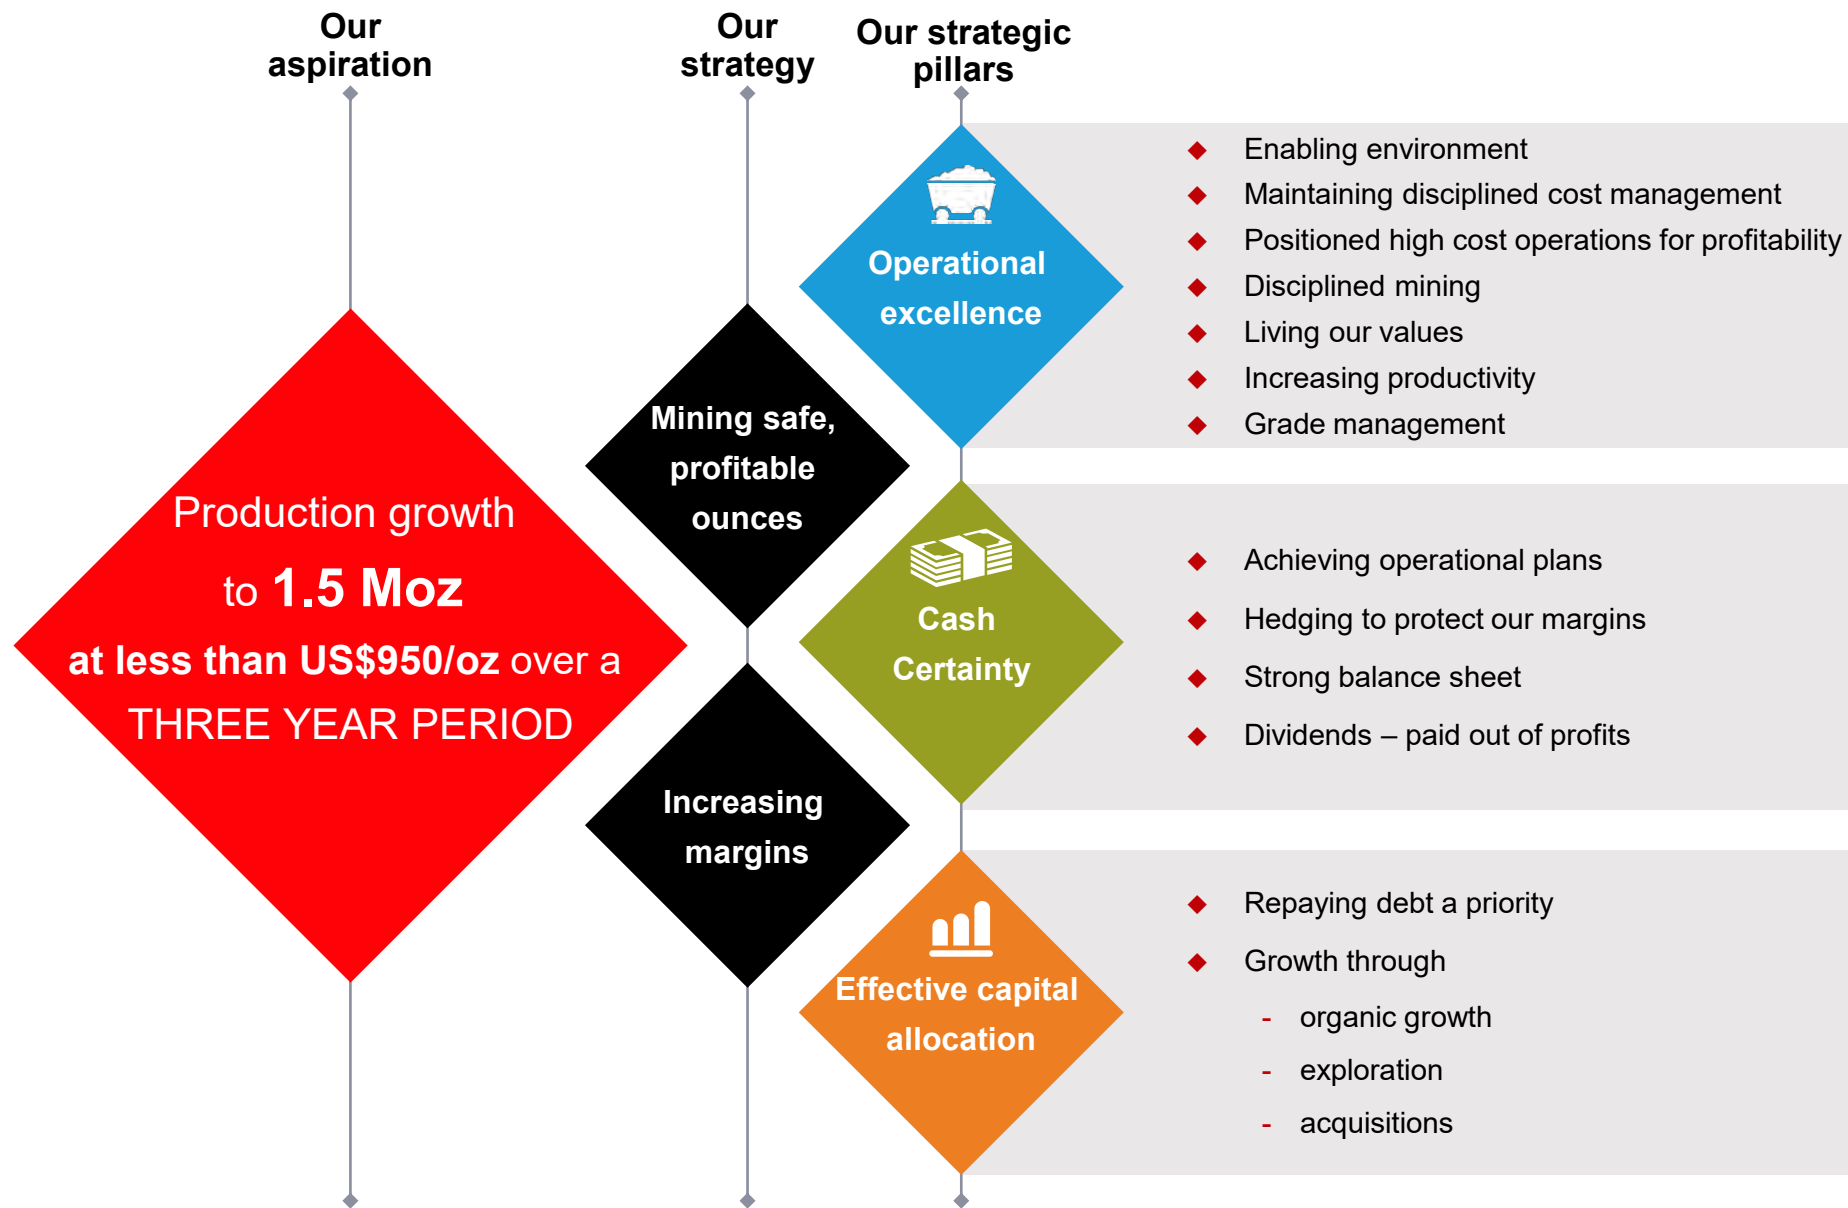 Our
aspiration
Our
strategy
Our strategic
pillars
Production growth
to 1.5 Moz
at less than US$950/oz over a
THREE YEAR PERIOD
Mining safe,
profitable
ounces
Increasing
margins
Operational
excellence
Enabling environment
Maintaining disciplined cost management
Positioned high cost operations for profitability
Disciplined mining
Living our values
Increasing productivity
Grade management
Cash
Certainty
Achieving operational plans
Hedging to protect our margins
Strong balance sheet
Dividends – paid out of profits
Effective capital
allocation
Repaying debt a priority
Growth through
- organic growth
- exploration
- acquisitions